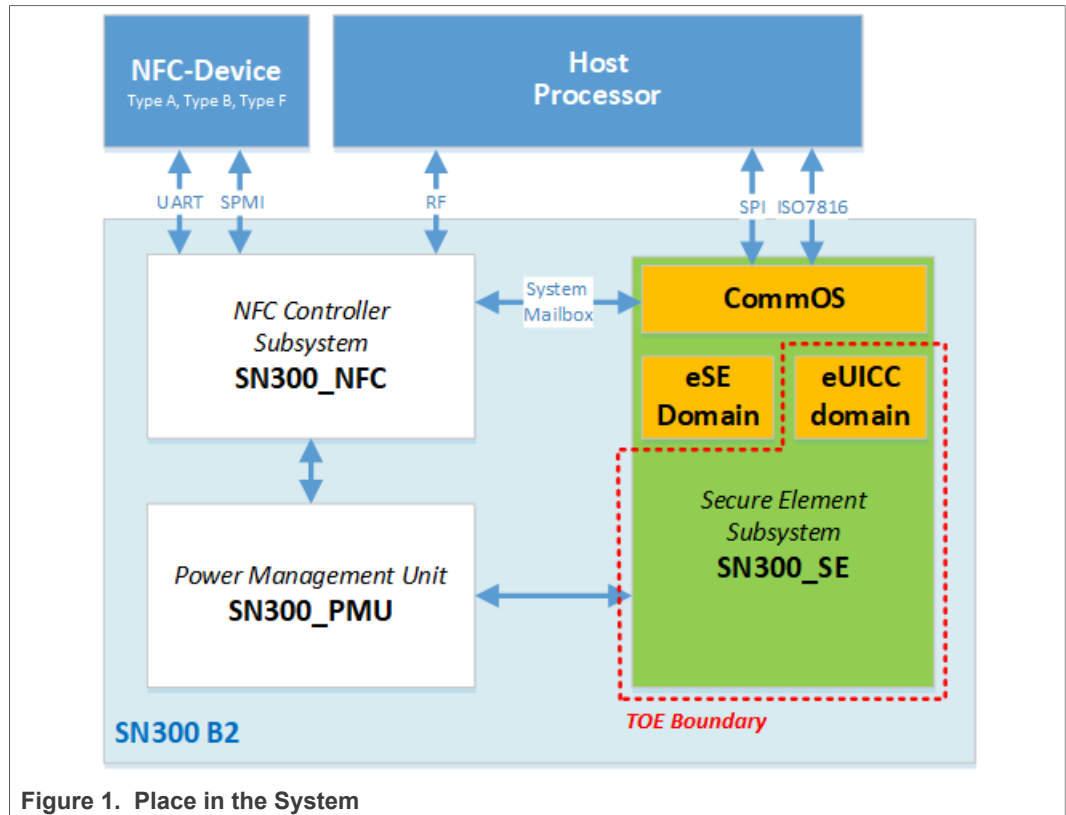 NFC-Device
Type A, Type B, Type F
Host
Processor
UART
SPMI
RF
SPI
ISO7816
NFC Controller
Subsystem
SN300_NFC
System
Mailbox
CommOS
eSE
Domain
eUICC
domain
Secure Element
Subsystem
SN300_SE
Power Management Unit
SN300_PMU
TOE Boundary
SN300 B2
Figure 1. Place in the System